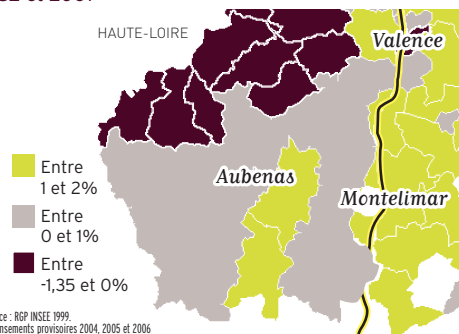 HAUTE-LOIRE
Valence
Aubenas
Montelimar
Entre
1 et 2%
Entre
0 et 1%
Entre
-1,35 et 0%
: RGP INSEE 1999.
provisoires 2004, 2005 et 2006